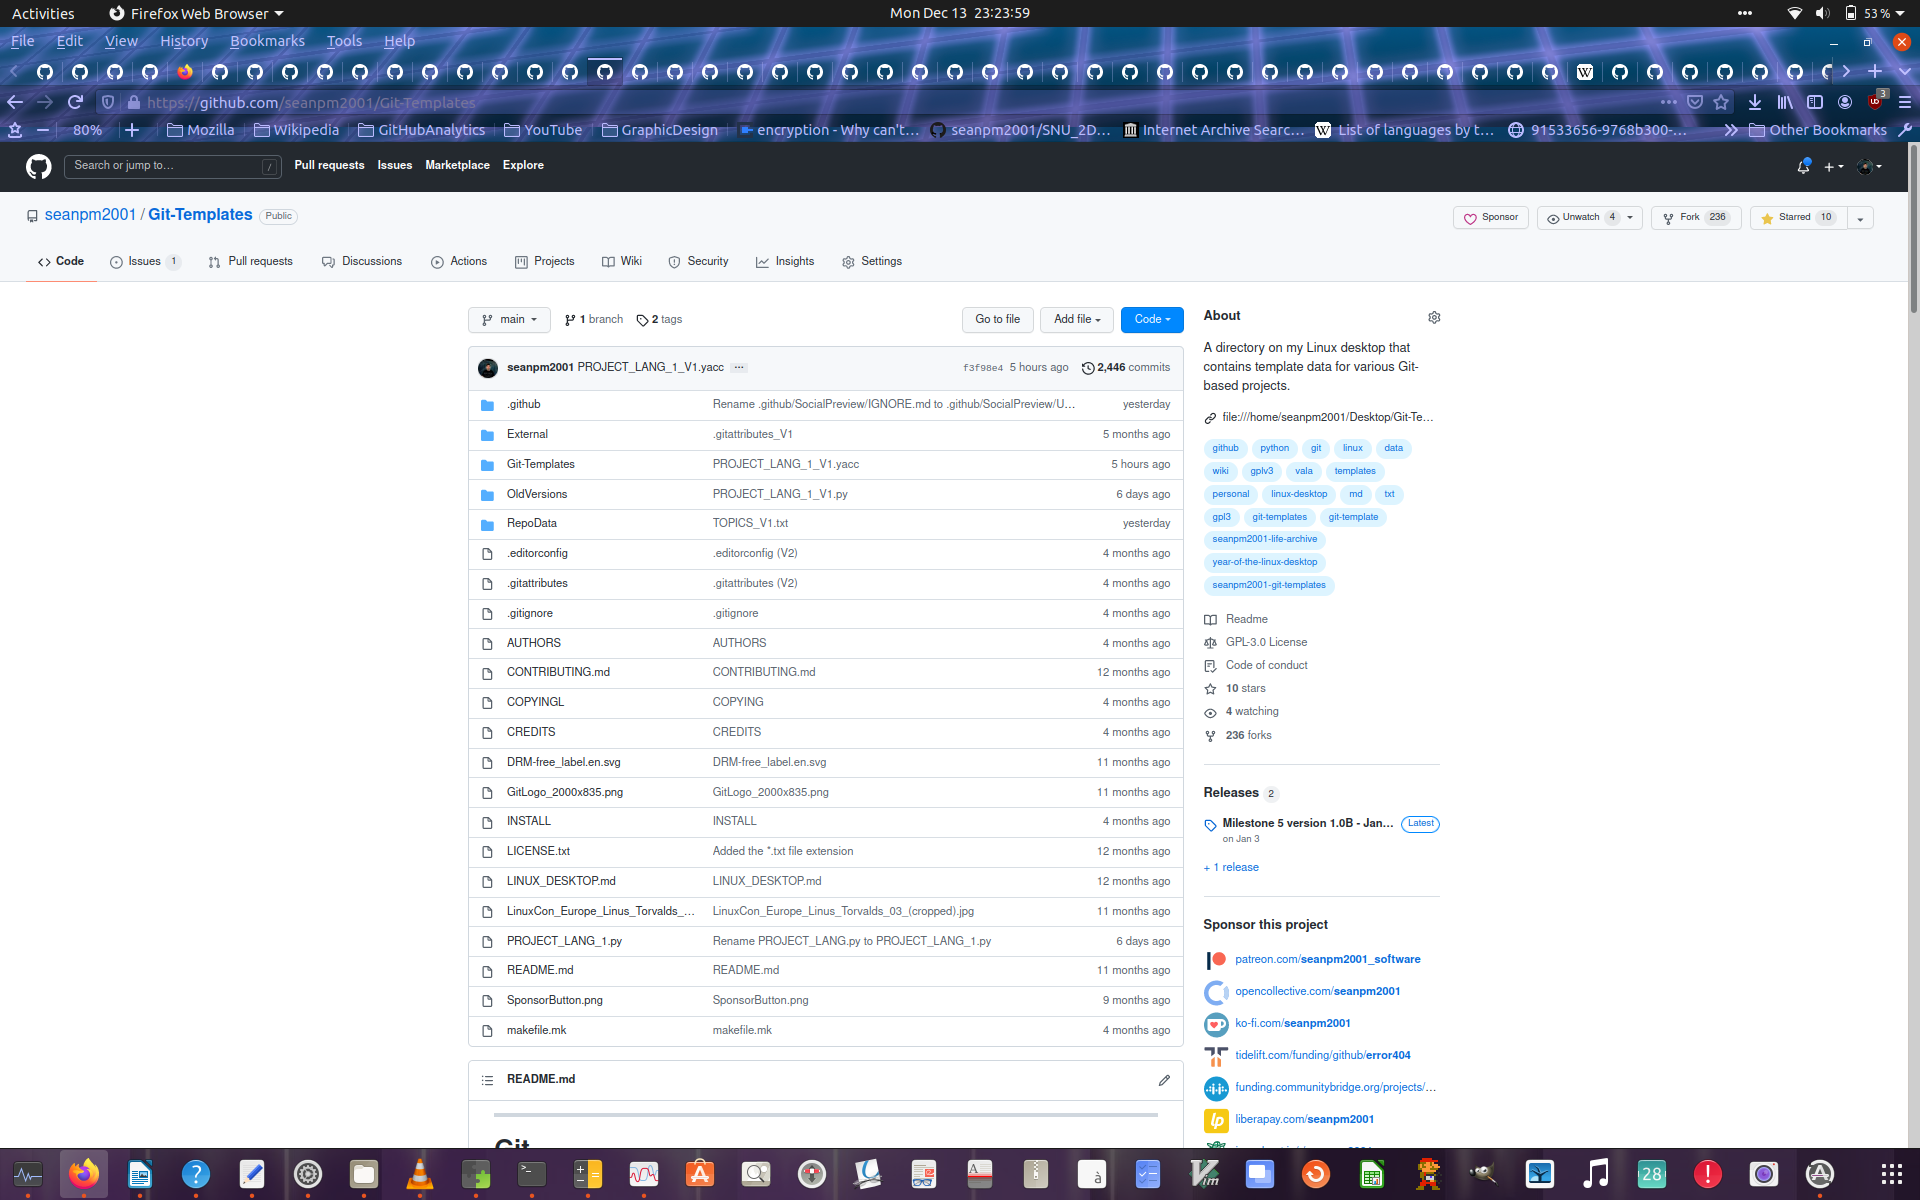 Activities Firefox Web Browser Mon Dec 13 23:23:59 53 %
File Edit View History Bookmarks Tools Help
https://github.com/seanpm2001/Git-Templates 3
80% Mozilla Wikipedia GitHubAnalytics YouTube GraphicDesign encryption - Why can't… seanpm2001/SNU_2D… Internet Archive Searc… List of languages by t… 91533656-9768b300-… Other Bookmarks
Search or jump to… / Pull requests Issues Marketplace Explore
seanpm2001 / Git-Templates Public
Sponsor Unwatch 4 Fork 236 Starred 10
Code Issues 1 Pull requests Discussions Actions Projects Wiki Security Insights Settings
main 1 branch 2 tags Go to file Add file Code
seanpm2001 PROJECT_LANG_1_V1.yacc … f3f98e4 5 hours ago 2,446 commits
.github Rename .github/SocialPreview/IGNORE.md to .github/SocialPreview/U… yesterday
External .gitattributes_V1 5 months ago
Git-Templates PROJECT_LANG_1_V1.yacc 5 hours ago
OldVersions PROJECT_LANG_1_V1.py 6 days ago
RepoData TOPICS_V1.txt yesterday
.editorconfig .editorconfig (V2) 4 months ago
.gitattributes .gitattributes (V2) 4 months ago
.gitignore .gitignore 4 months ago
AUTHORS AUTHORS 4 months ago
CONTRIBUTING.md CONTRIBUTING.md 12 months ago
COPYINGL COPYING 4 months ago
CREDITS CREDITS 4 months ago
DRM-free_label.en.svg DRM-free_label.en.svg 11 months ago
GitLogo_2000x835.png GitLogo_2000x835.png 11 months ago
INSTALL INSTALL 4 months ago
LICENSE.txt Added the *.txt file extension 12 months ago
LINUX_DESKTOP.md LINUX_DESKTOP.md 12 months ago
LinuxCon_Europe_Linus_Torvalds_… LinuxCon_Europe_Linus_Torvalds_03_(cropped).jpg 11 months ago
PROJECT_LANG_1.py Rename PROJECT_LANG.py to PROJECT_LANG_1.py 6 days ago
README.md README.md 11 months ago
SponsorButton.png SponsorButton.png 9 months ago
makefile.mk makefile.mk 4 months ago
README.md
Git
About
A directory on my Linux desktop that
contains template data for various Git-
based projects.
file:///home/seanpm2001/Desktop/Git-Te…
github python git linux data
wiki gplv3 vala templates
personal linux-desktop md txt
gpl3 git-templates git-template
seanpm2001-life-archive
year-of-the-linux-desktop
seanpm2001-git-templates
Readme
GPL-3.0 License
Code of conduct
10 stars
4 watching
236 forks
Releases 2
Milestone 5 version 1.0B - Jan… Latest
on Jan 3
+ 1 release
Sponsor this project
patreon.com/seanpm2001_software
opencollective.com/seanpm2001
ko-fi.com/seanpm2001
tidelift.com/funding/github/error404
funding.communitybridge.org/projects/…
liberapay.com/seanpm2001
28